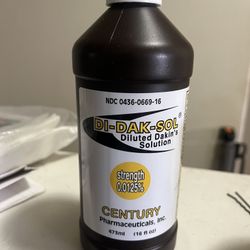 NDC 0436-0669-16
DI-DAK-SOL®
Diluted Dakin's
Solution
strength
0.0125%
CENTURY
Pharmaceuticals, Inc.
473ml (16 fl oz)